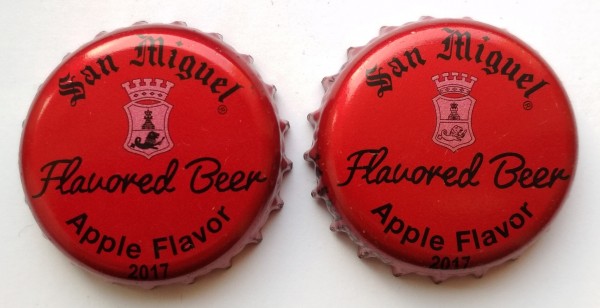 San Miguel ®
Flavored Beer
Apple Flavor
2017
San Miguel ®
Flavored Beer
Apple Flavor
2017